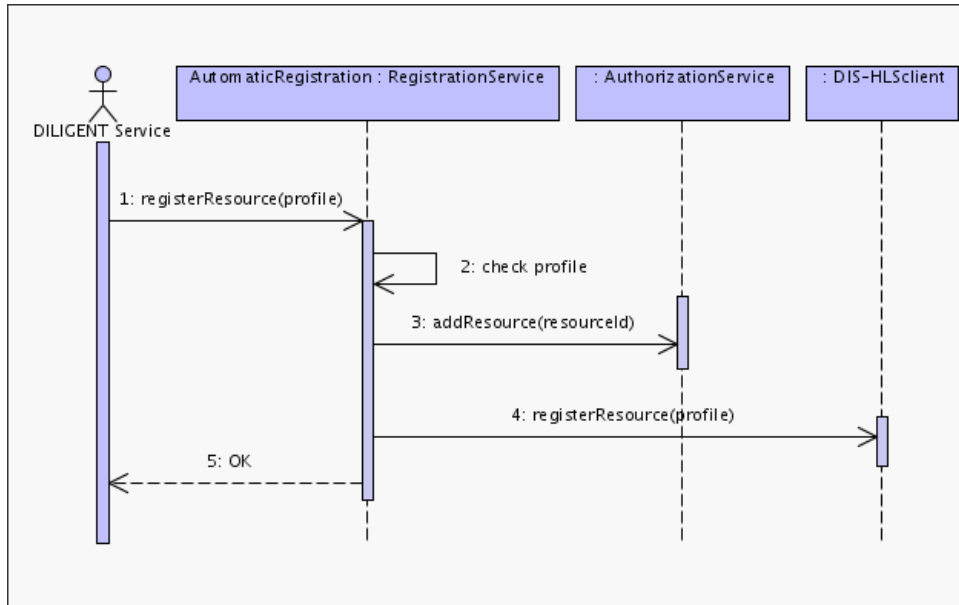 AutomaticRegistration : RegistrationService
: AuthorizationService
: DIS-HLSclient
DILIGENT Service
1: registerResource(profile)
2: check profile
3: addResource(resourceId)
4: registerResource(profile)
5: OK